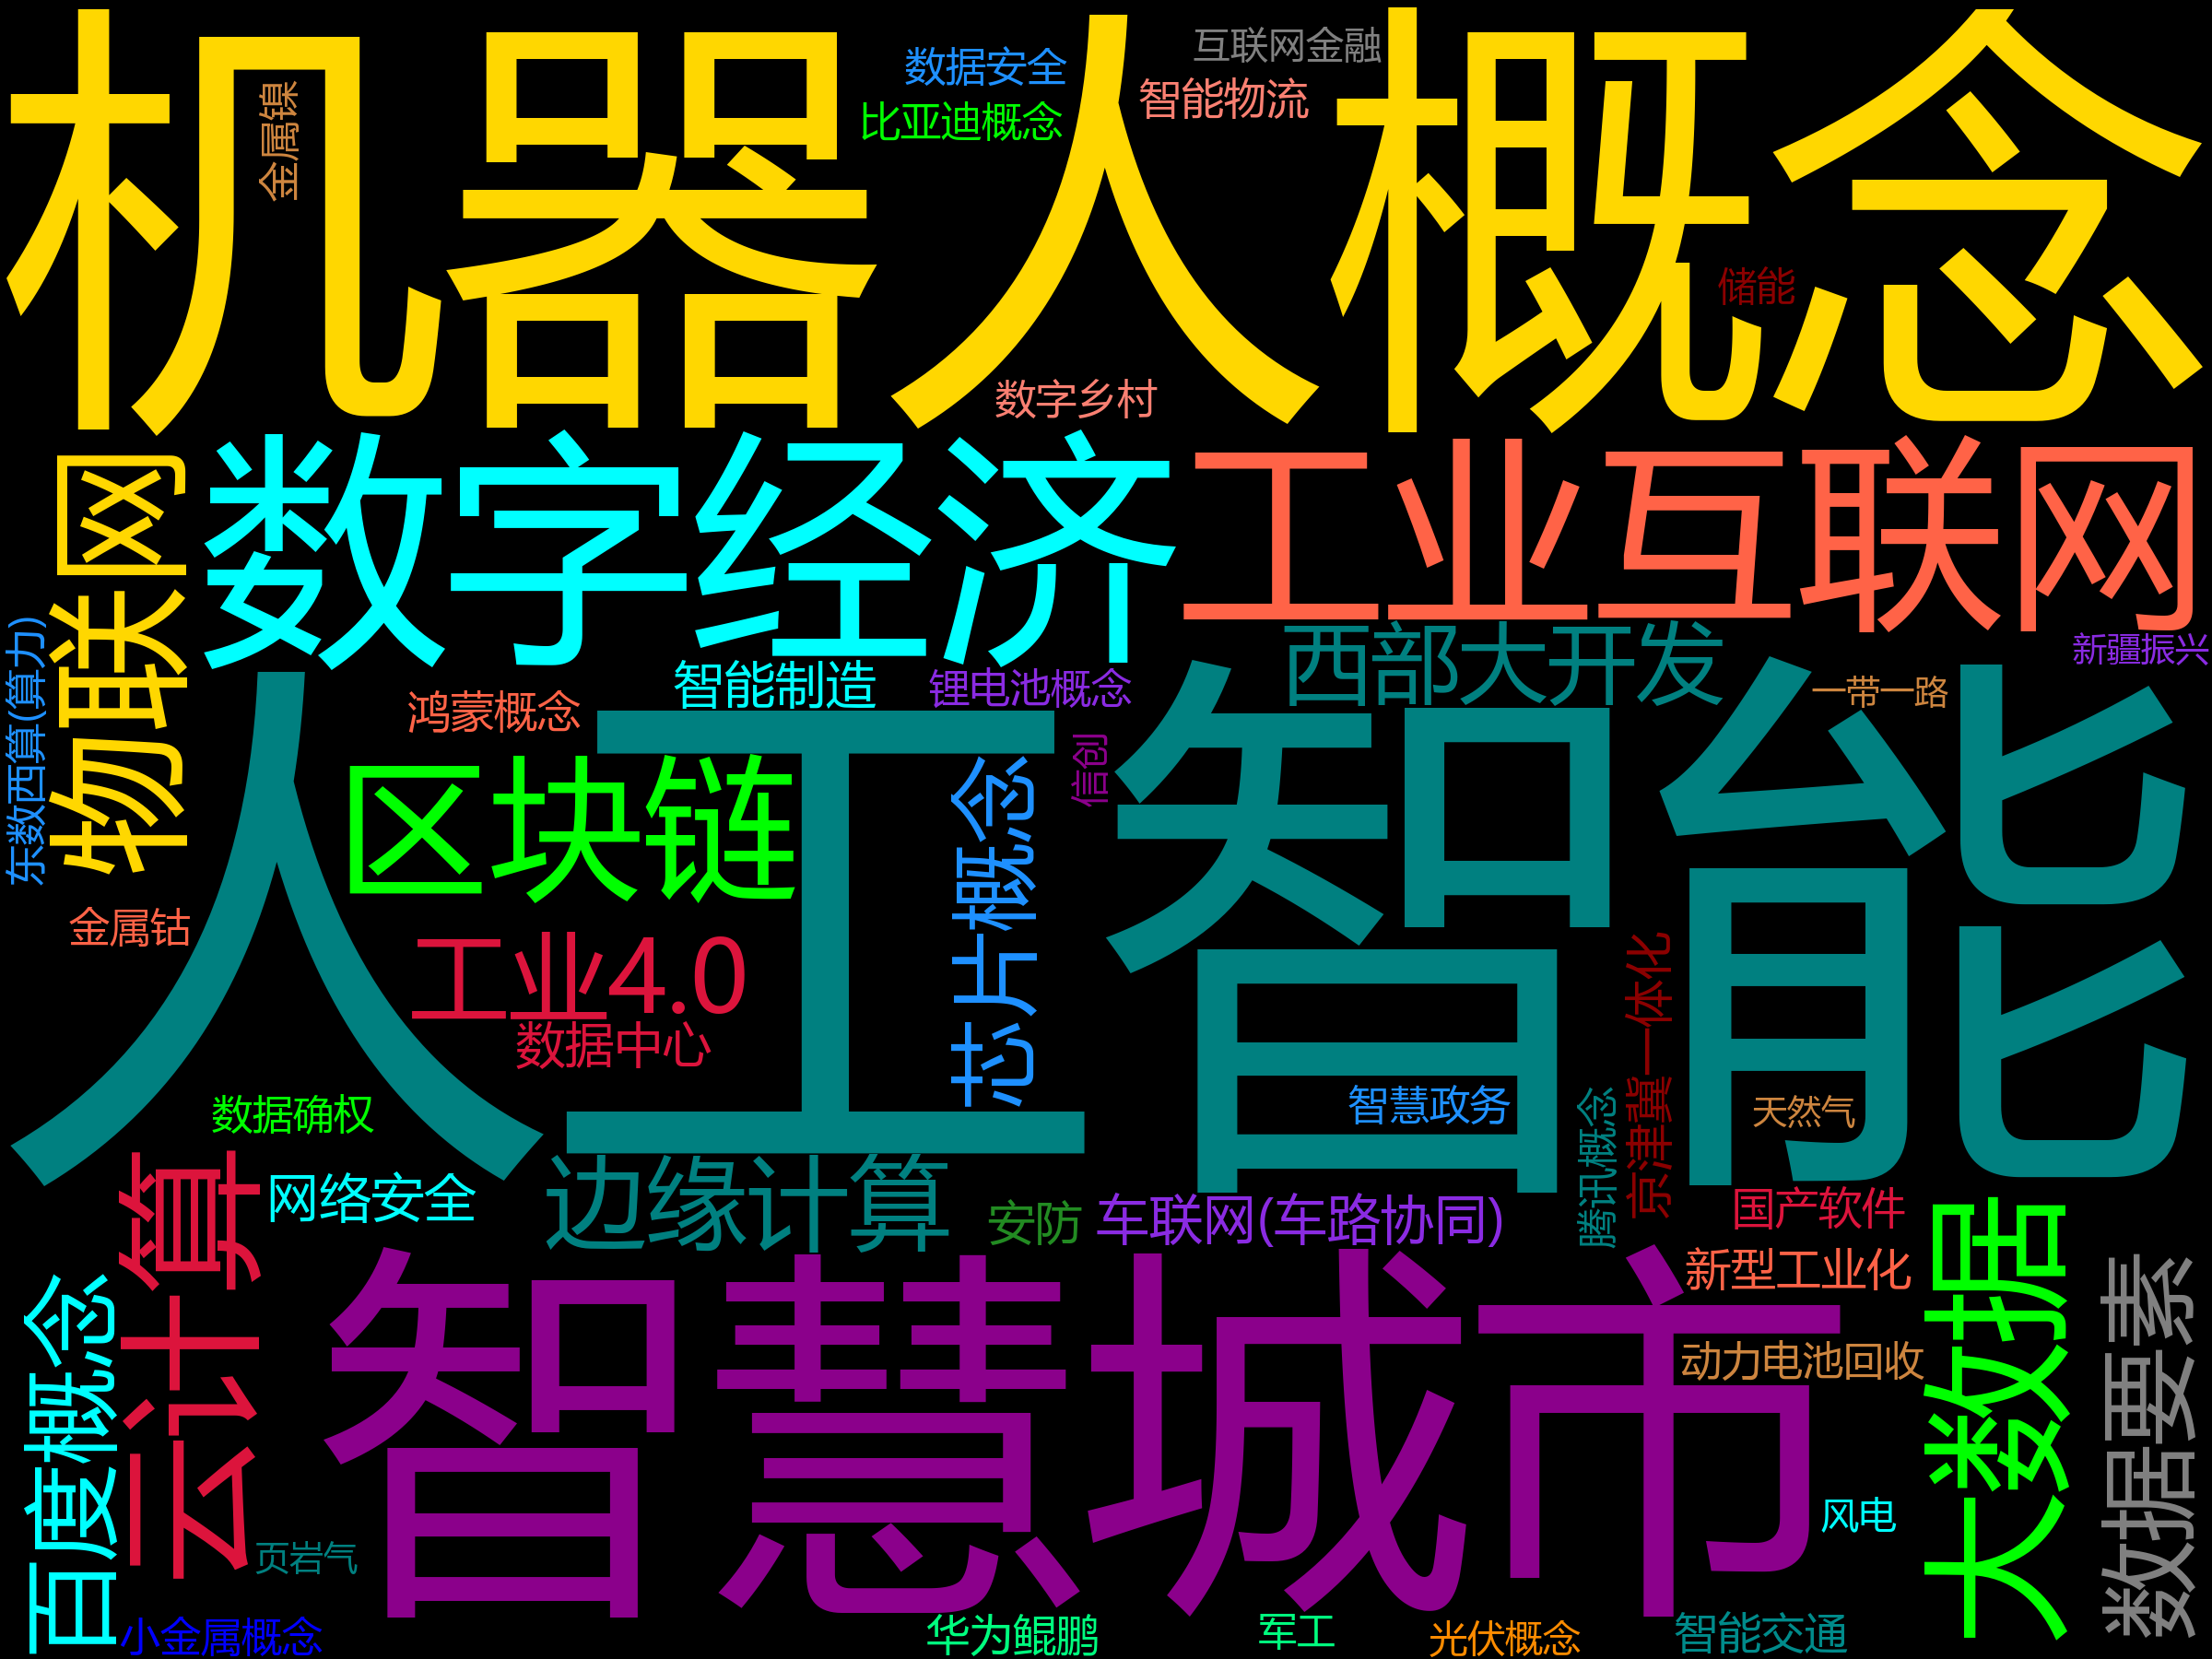 机器人概念
数据安全
互联网金融
比亚迪概念
智能物流
金属镍
储能
数字乡村
物联网
数字经济
工业互联网
东数西算(算力)
西部大开发
新疆振兴
鸿蒙概念
智能制造
锂电池概念
一带一路
人工智能
区块链
信创
芯片概念
金属钴
工业4.0
数据中心
京津冀一体化
数据确权
智慧政务
腾讯概念
天然气
云计算
网络安全
边缘计算
安防
车联网(车路协同)
国产软件
大数据
新型工业化
百度概念
智慧城市
数据要素
动力电池回收
风电
页岩气
小金属概念
华为鲲鹏
军工
光伏概念
智能交通